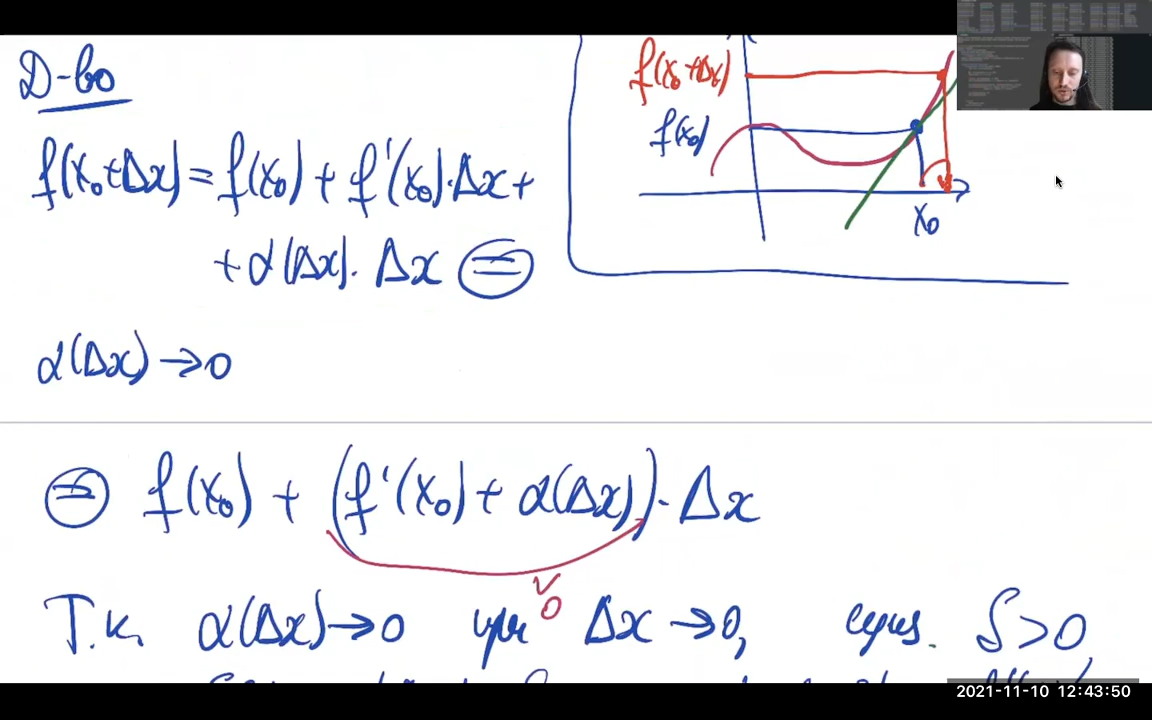 Д-во
f(x₀+Δx)=f(x₀)+f'(x₀)·Δx+
+α(Δx)·Δx ⊜
α(Δx)→0
f(x₀+Δx)
f(x₀)
x₀
⊜ f(x₀)+(f'(x₀)+α(Δx))·Δx
∨
0
Т.к. α(Δx)→0 при Δx→0, сущ. δ>0,
2021-11-10 12:43:50